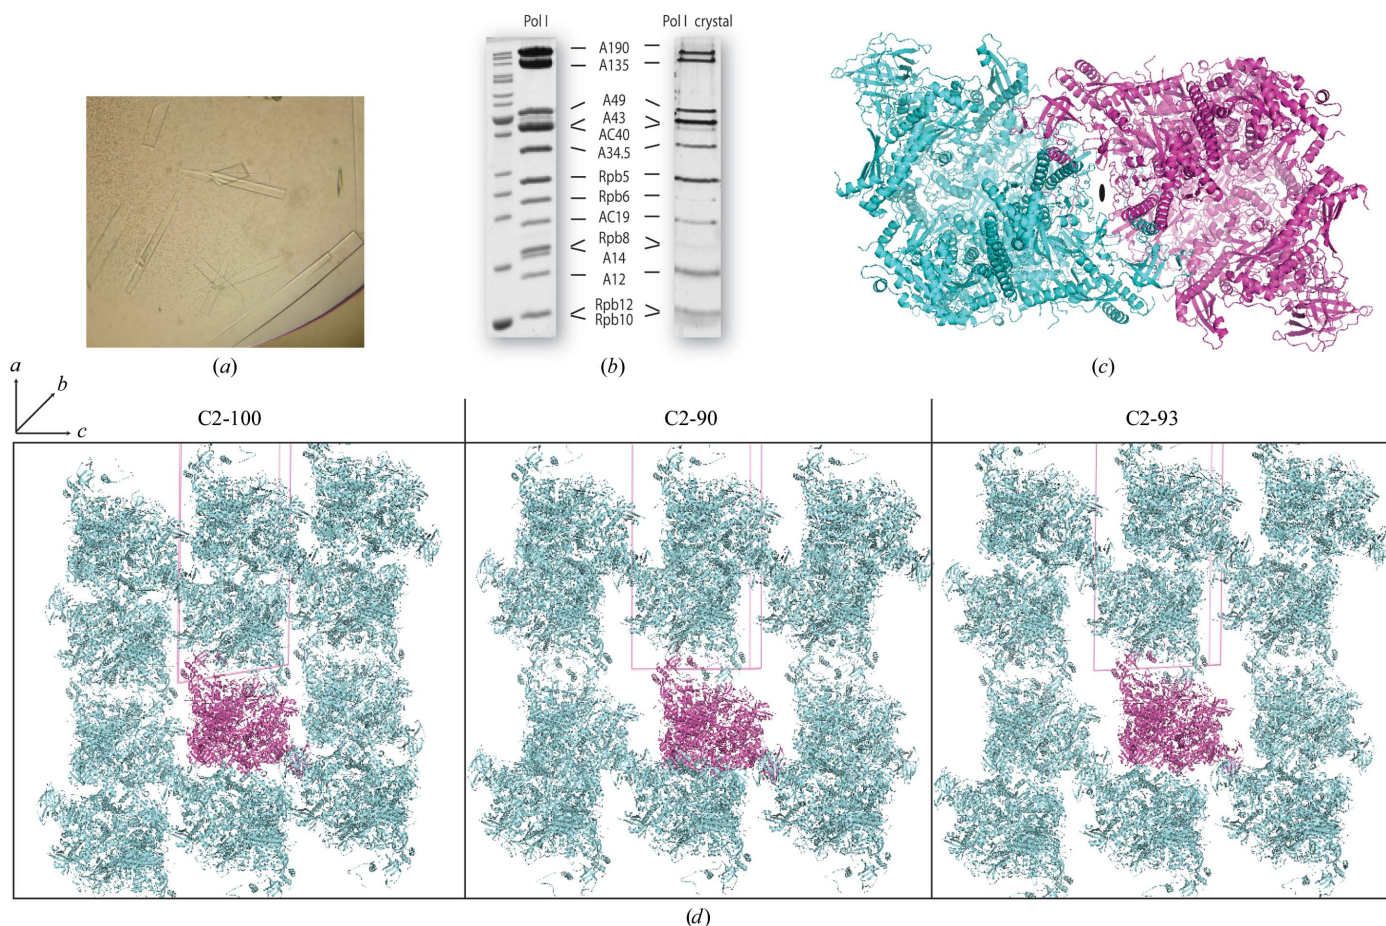 Pol I
Pol I crystal
A190
A135
A49
A43
AC40
A34.5
Rpb5
Rpb6
AC19
Rpb8
A14
A12
Rpb12
Rpb10
(a)
(b)
(c)
a
b
c
C2-100
C2-90
C2-93
(d)